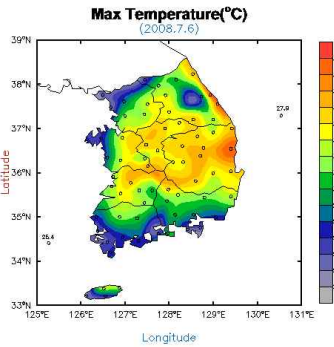 Max Temperature(°C)
(2008.7.6)
39°N
38°N
27.9
37°N
36°N
Latitude
35°N
25.4
34°N
33°N
125°E 126°E 127°E 128°E 129°E 130°E 131°E
Longitude